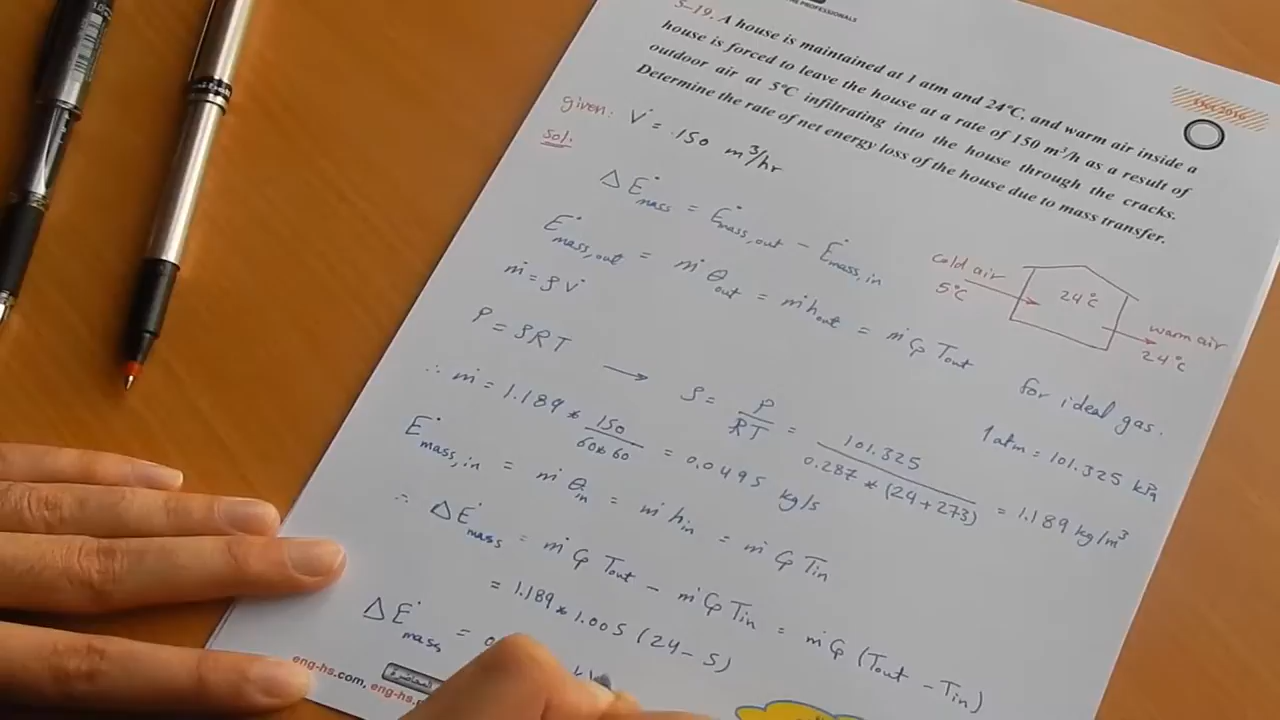 PROFESSIONALS
5-19. A house is maintained at 1 atm and 24°C, and warm air inside a
house is forced to leave the house at a rate of 150 m³/h as a result of
outdoor air at 5°C infiltrating into the house through the cracks.
Determine the rate of net energy loss of the house due to mass transfer.
given: V̇ = 150 m³/hr
sol:
ΔĖmass = Ėmass,out - Ėmass,in
cold air
5°C
24°C
warm air
24°C
Ėmass,out = ṁ θout = ṁ hout = ṁ Cp Tout
for ideal gas.
ṁ = ρ V̇
P = ρRT → ρ = P/RT = 101.325 / 0.287 * (24+273) = 1.189 kg/m³
1 atm = 101.325 kPa
∴ ṁ = 1.189 * 150 / 60*60 = 0.0495 kg/s
Ėmass,in = ṁ θin = ṁ hin = ṁ Cp Tin
∴ ΔĖmass = ṁ Cp Tout - ṁ Cp Tin = ṁ Cp (Tout - Tin)
= 1.189 * 1.005 (24 - 5)
ΔĖmass = 0
eng-hs.com, eng-hs.